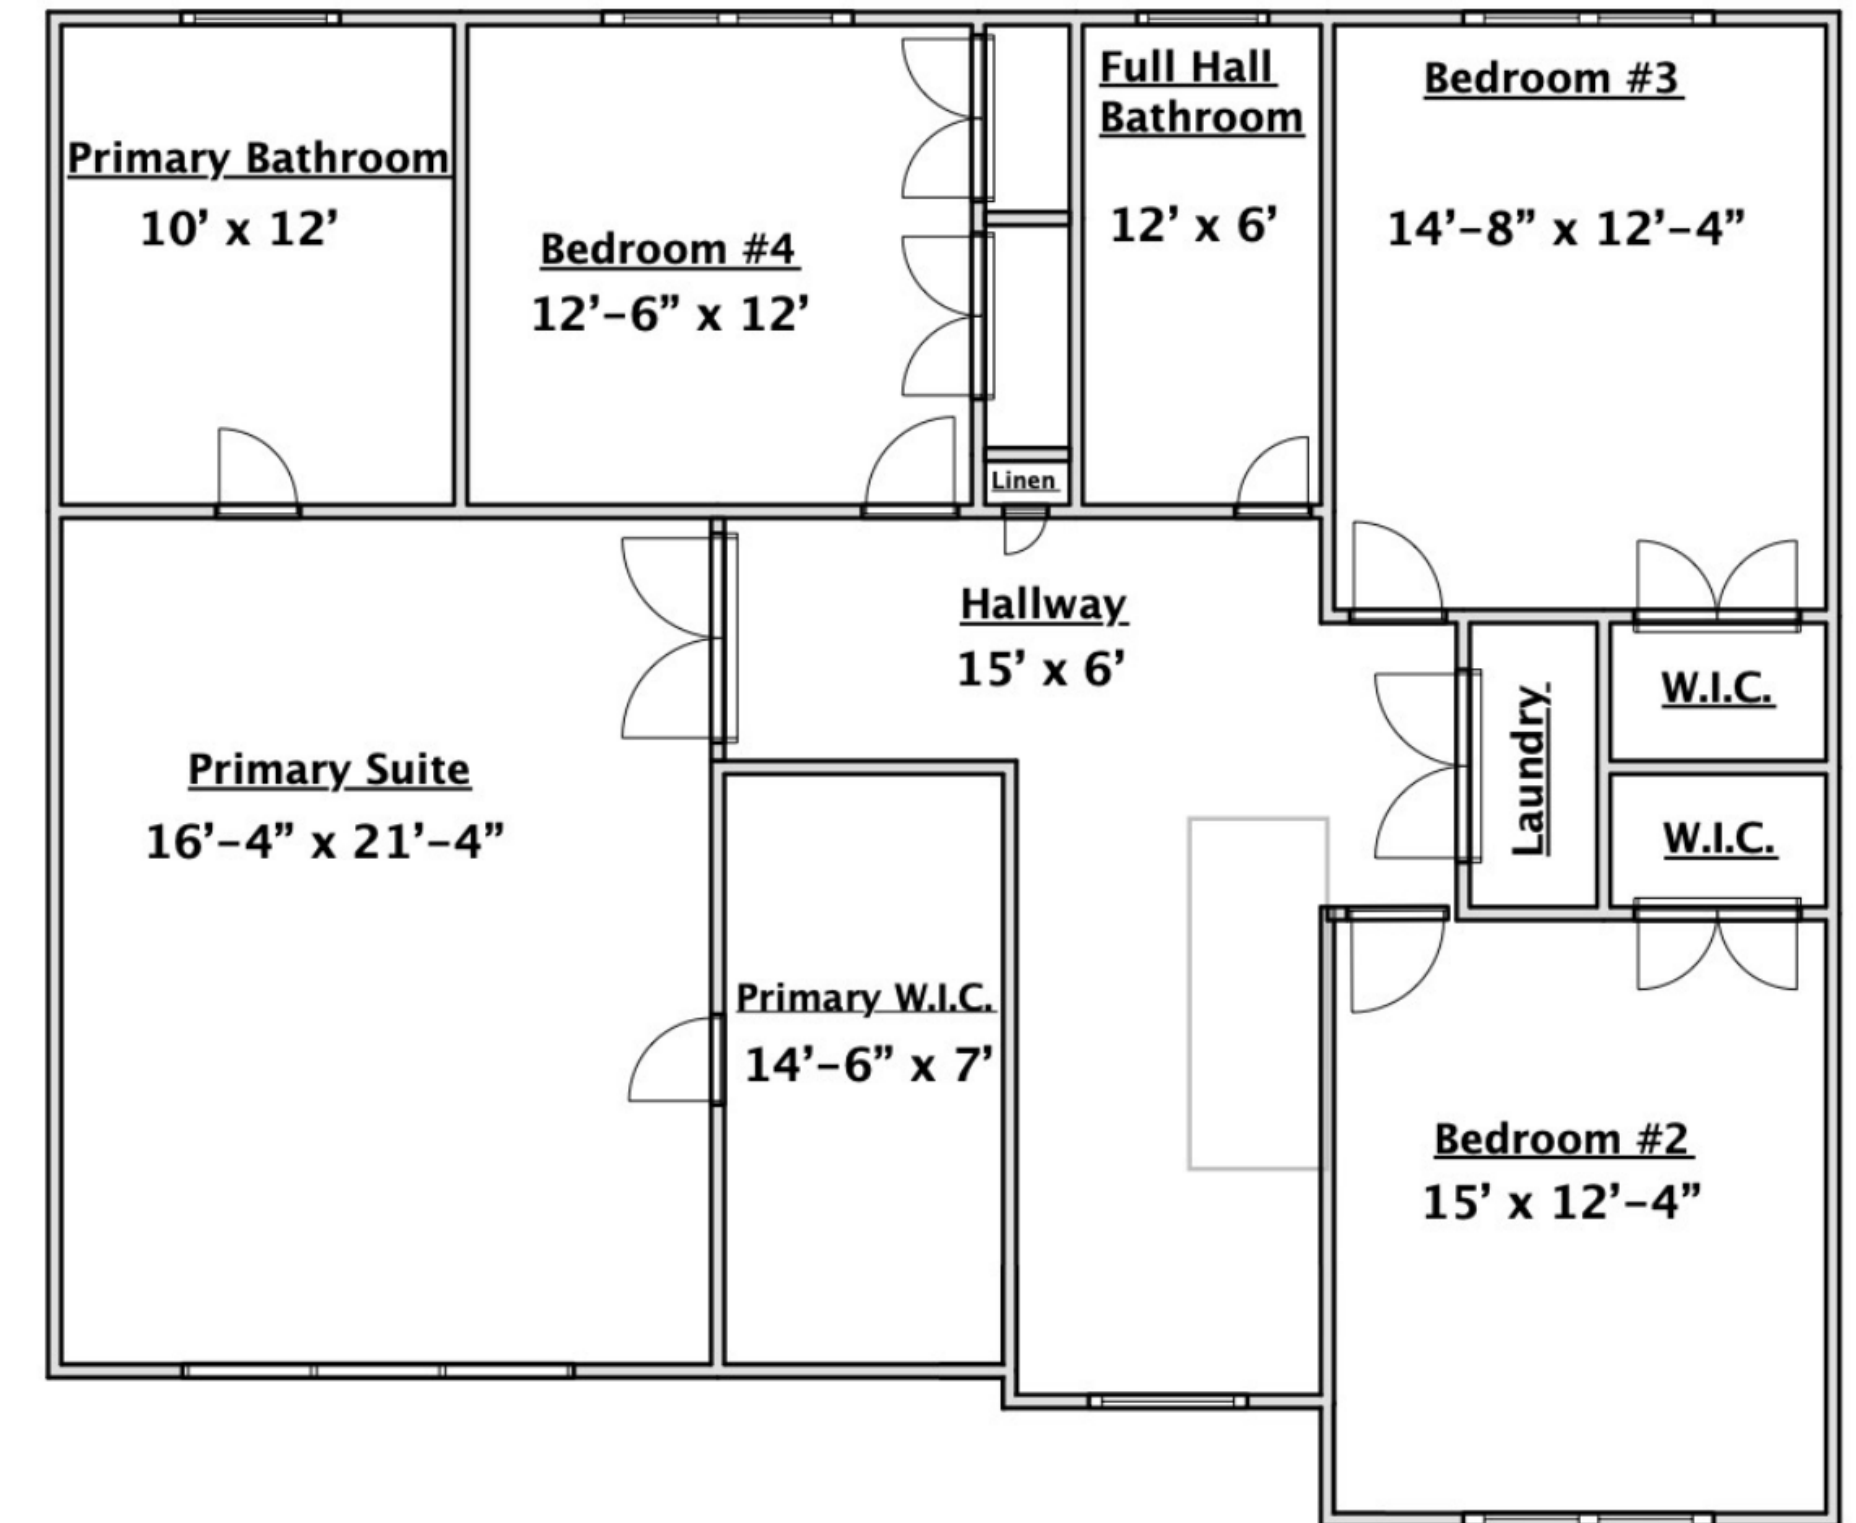 Primary Bathroom
10’ x 12’
Bedroom #4
12’-6” x 12’
Full Hall
Bathroom
12’ x 6’
Bedroom #3
14’-8” x 12’-4”
Linen
Hallway
15’ x 6’
Primary Suite
16’-4” x 21’-4”
Laundry
W.I.C.
W.I.C.
Primary W.I.C.
14’-6” x 7’
Bedroom #2
15’ x 12’-4”